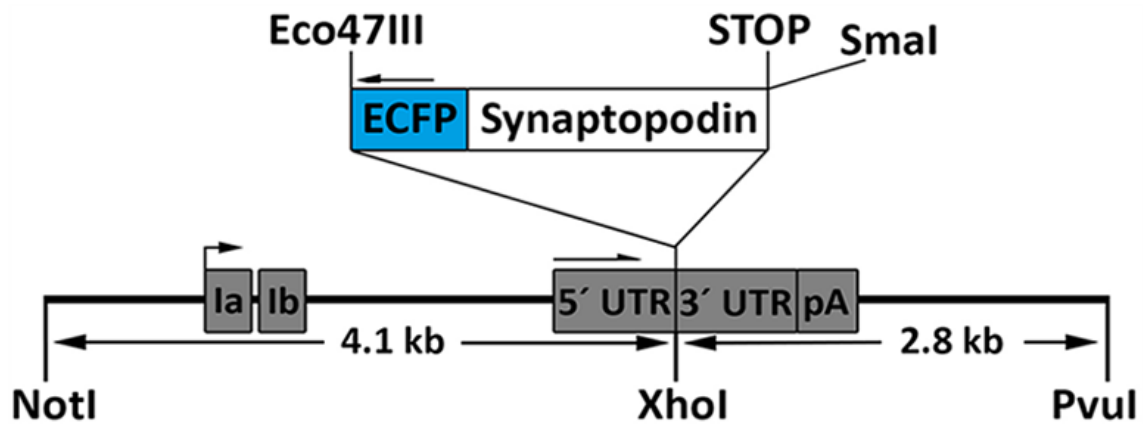 Eco47III STOP SmaI
ECFP Synaptopodin
Ia Ib 5´ UTR 3´ UTR pA
4.1 kb 2.8 kb
NotI XhoI PvuI